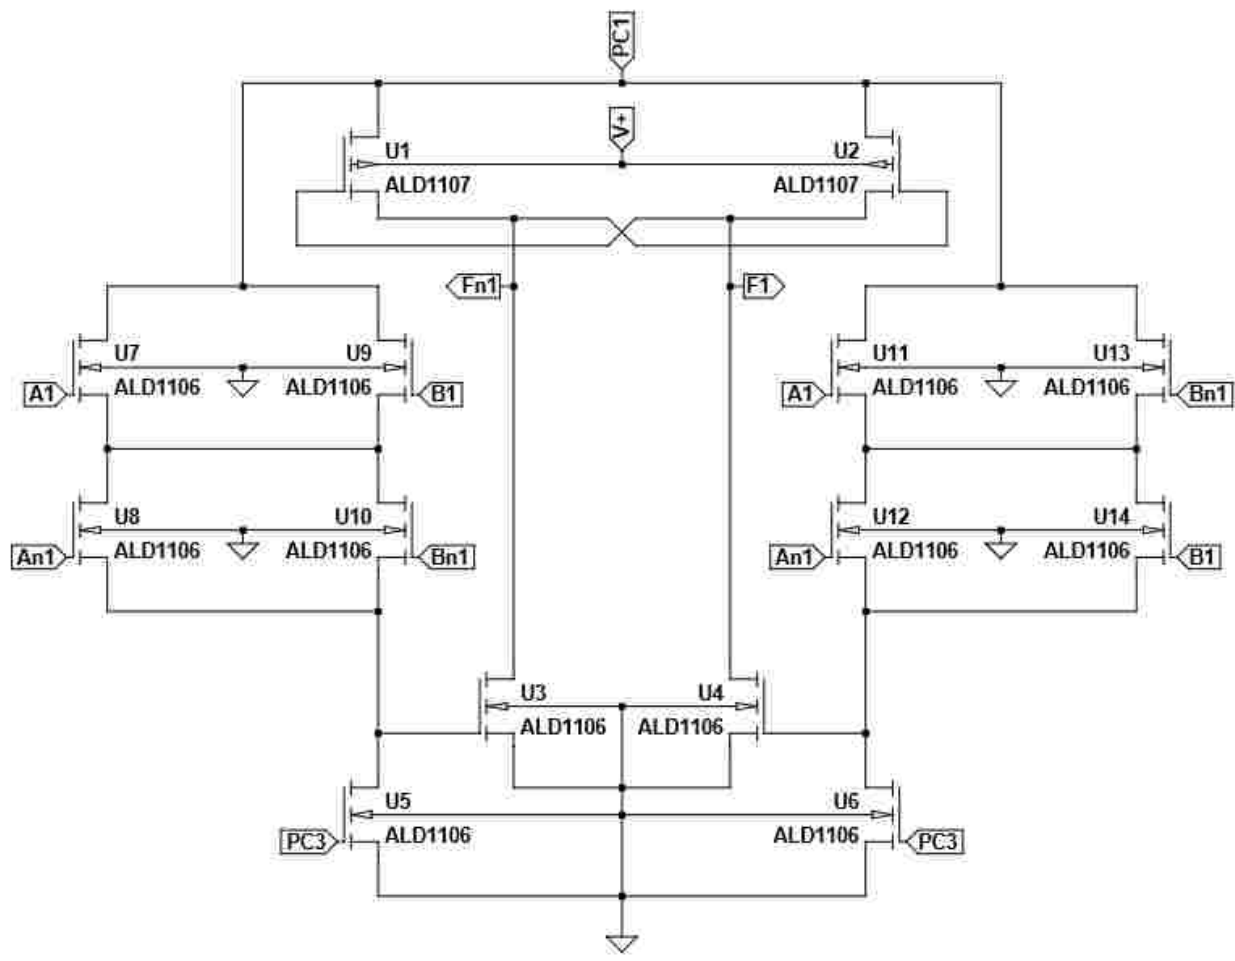 PC1
V+
U1 U2
ALD1107 ALD1107
Fn1 F1
U7 U9 U11 U13
A1 ALD1106 ALD1106 B1 A1 ALD1106 ALD1106 Bn1
U8 U10 U12 U14
An1 ALD1106 ALD1106 Bn1 An1 ALD1106 ALD1106 B1
U3 U4
ALD1106 ALD1106
U5 U6
PC3 ALD1106 ALD1106 PC3